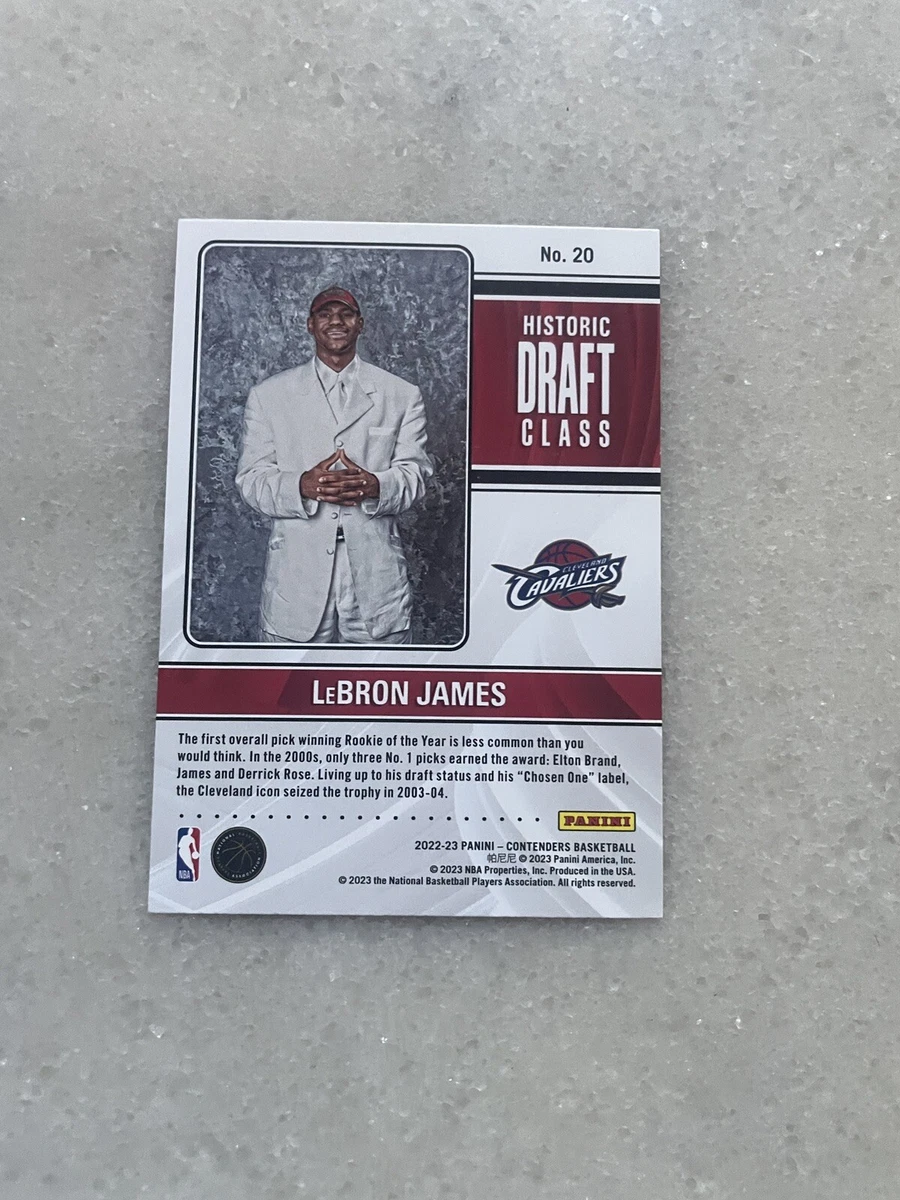 No. 20
HISTORIC
DRAFT
CLASS
CLEVELAND
CAVALIERS
LeBRON JAMES
The first overall pick winning Rookie of the Year is less common than you
would think. In the 2000s, only three No. 1 picks earned the award: Elton Brand,
James and Derrick Rose. Living up to his draft status and his “Chosen One” label,
the Cleveland icon seized the trophy in 2003-04.
PANINI
NBA
2022-23 PANINI – CONTENDERS BASKETBALL
帕尼尼 © 2023 Panini America, Inc.
© 2023 NBA Properties, Inc. Produced in the USA.
© 2023 the National Basketball Players Association. All rights reserved.